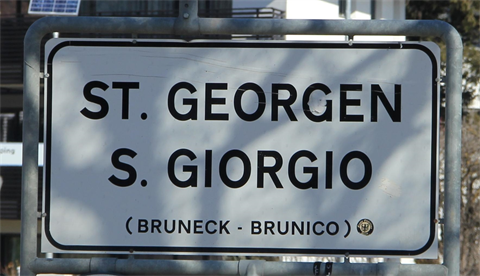 ST. GEORGEN
S. GIORGIO
(BRUNECK - BRUNICO)